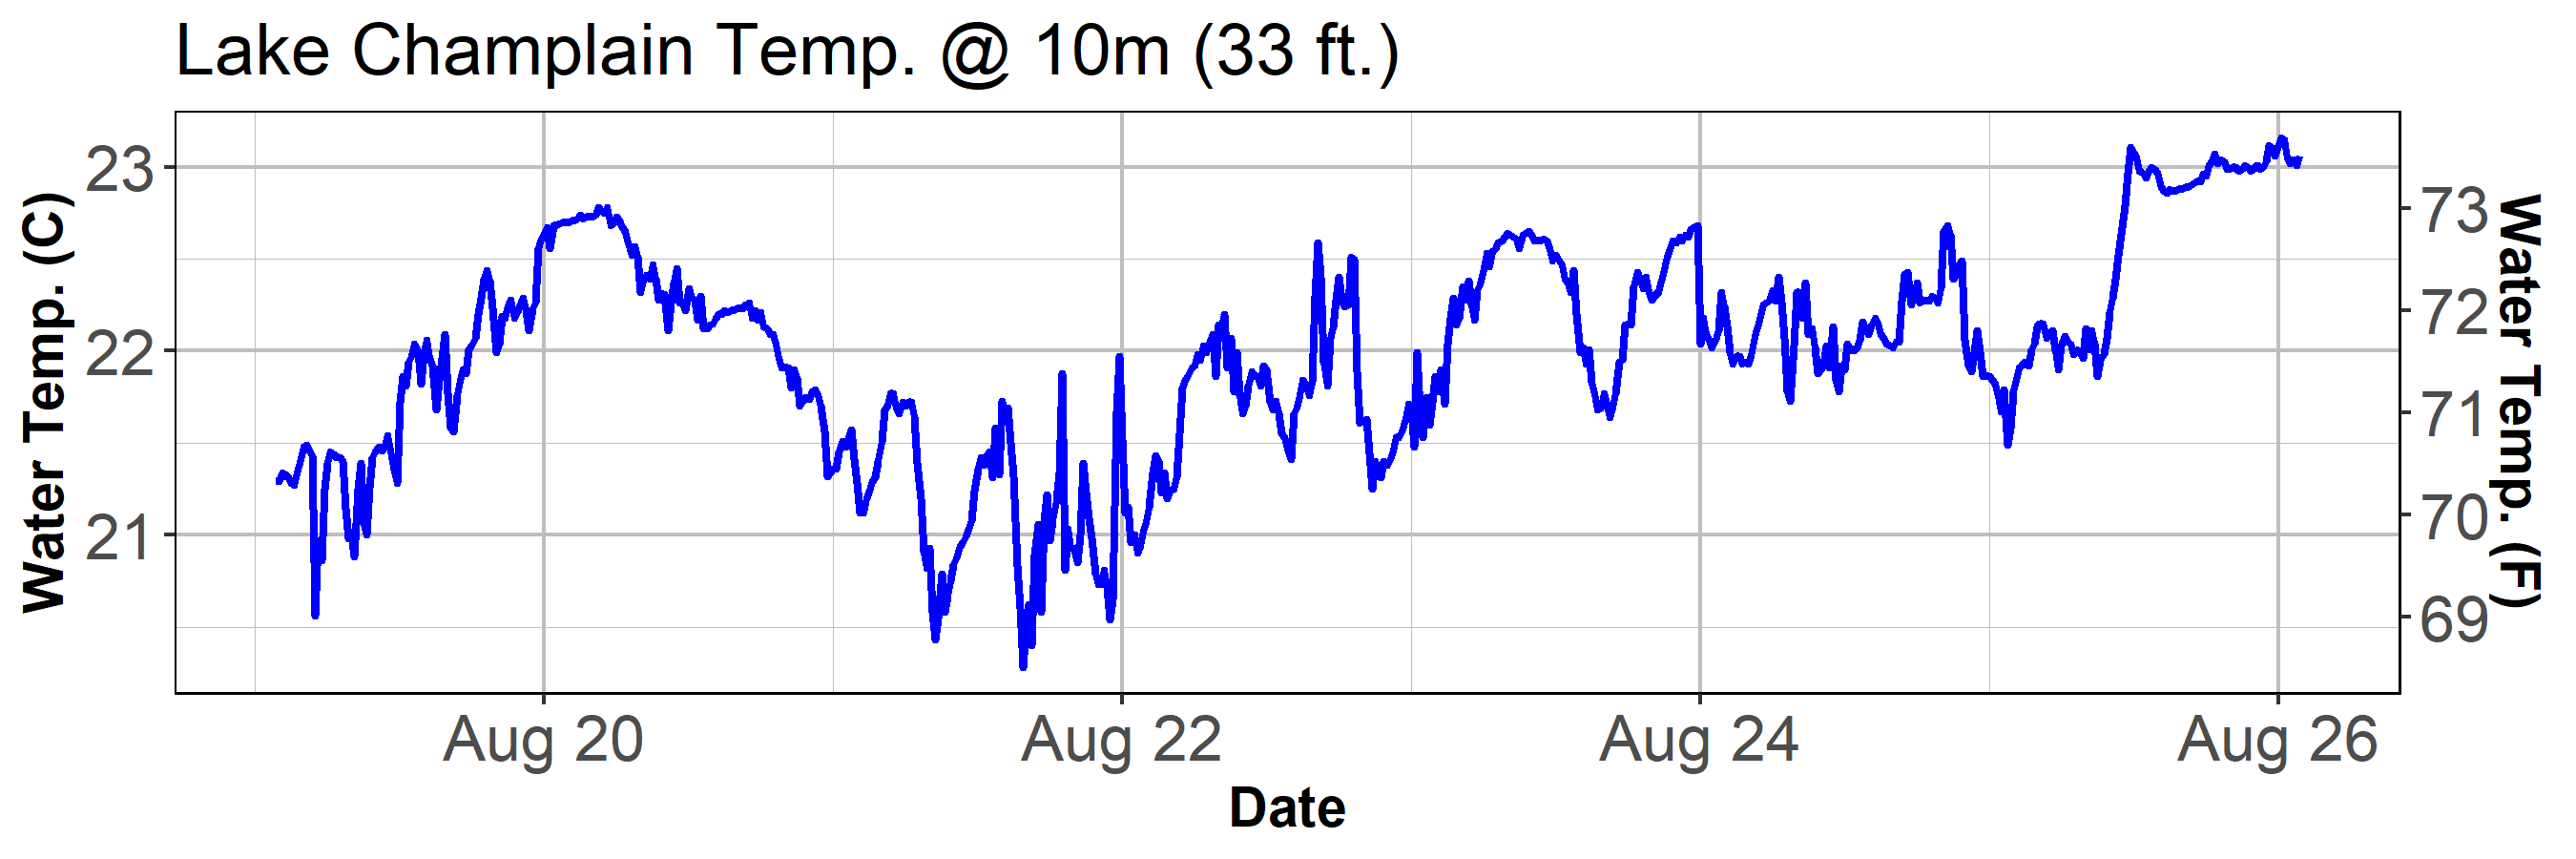 Lake Champlain Temp. @ 10m (33 ft.)
Water Temp. (C)
23
22
21
73
72
71
70
69
Water Temp. (F)
Aug 20
Aug 22
Aug 24
Aug 26
Date